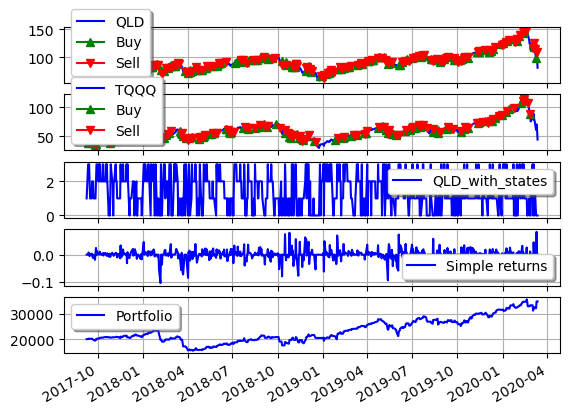 QLD
Buy
Sell
150
100
TQQQ
Buy
Sell
100
50
QLD_with_states
2
0
Simple returns
0.0
−0.1
Portfolio
30000
20000
2017-10
2018-01
2018-04
2018-07
2018-10
2019-01
2019-04
2019-07
2019-10
2020-01
2020-04